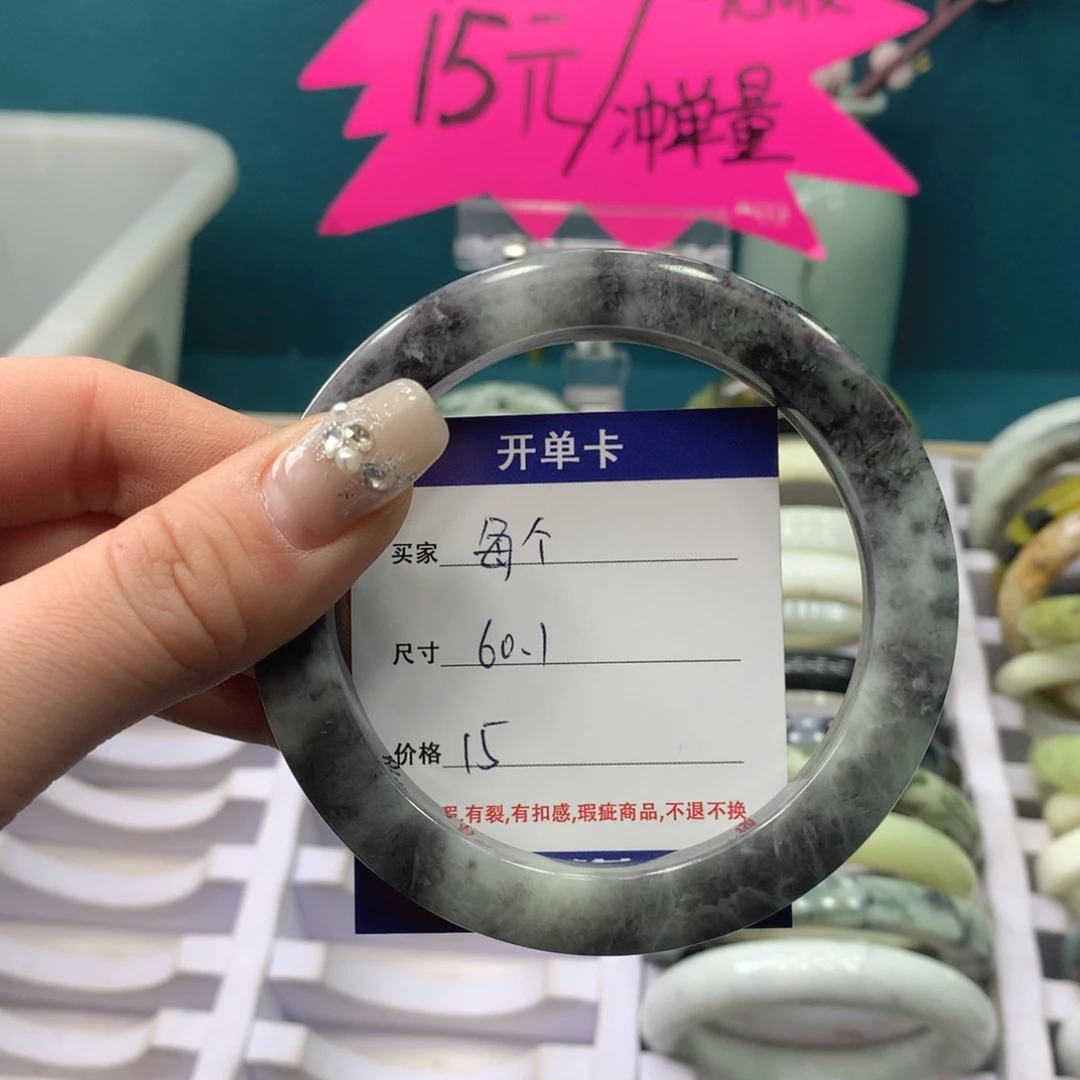 15元/
冲单量
开单卡
买家 每个
尺寸 60.1
价格 15
有裂,有扣感,瑕疵商品,不退不换